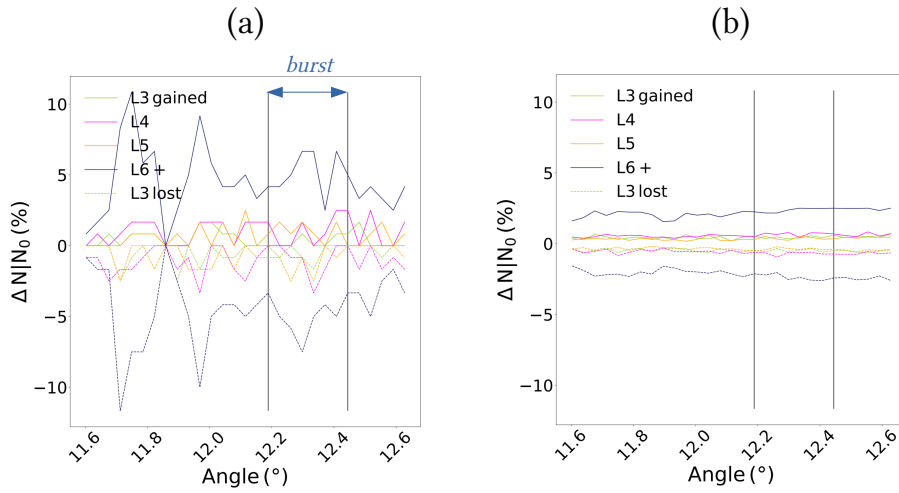 (a)
burst
10
5
0
−5
−10
Δ N|N₀ (%)
L3 gained
L4
L5
L6 +
L3 lost
11.6
11.8
12.0
12.2
12.4
12.6
Angle (°)
(b)
10
5
0
−5
−10
Δ N|N₀ (%)
L3 gained
L4
L5
L6 +
L3 lost
11.6
11.8
12.0
12.2
12.4
12.6
Angle (°)